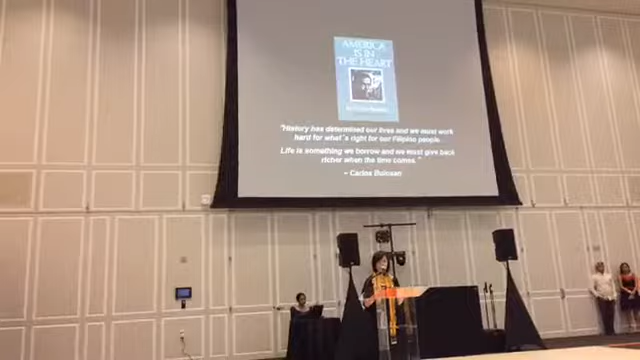 AMERICA
IS IN
THE HEART
"History has determined our lives and we must work
hard for what's right for our Filipino people.
Life is something we borrow and we must give back
richer when the time comes."
~ Carlos Bulosan